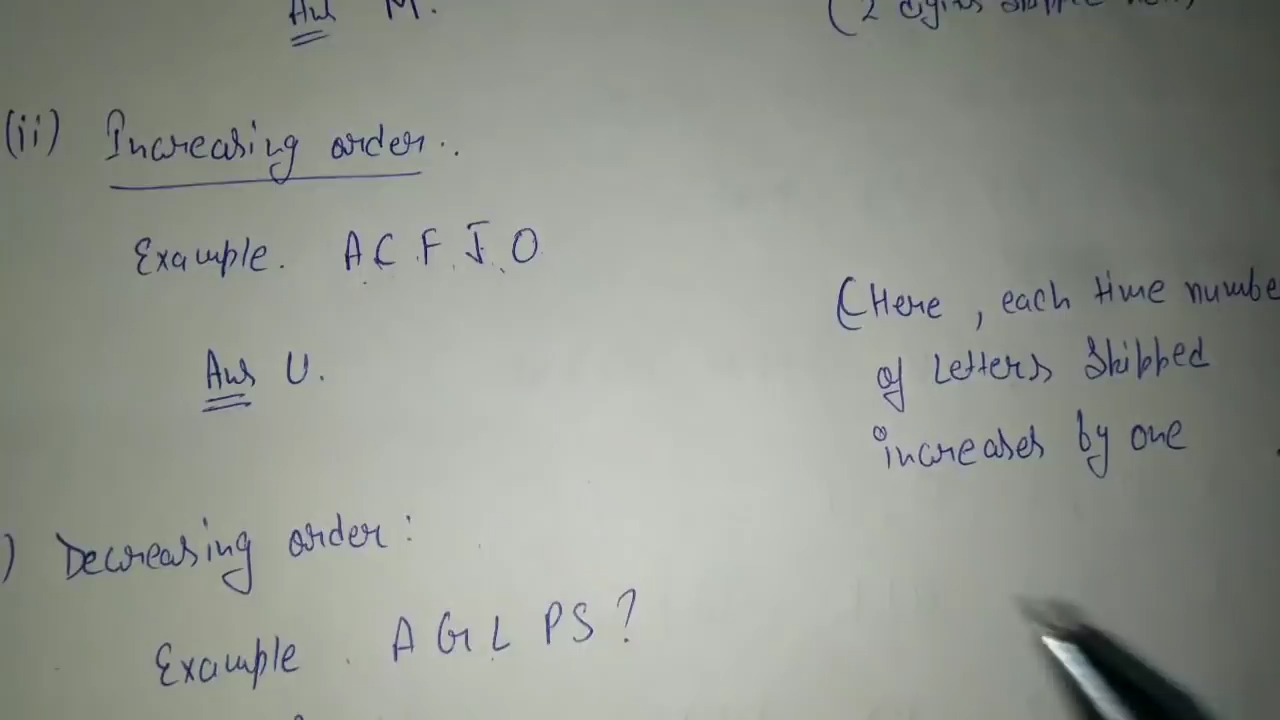 Ans M.
(2
(ii) Increasing order..
Example. A C F J O
(Here, each time numbe
of Letters skipped
increases by one
Ans U.
) Decreasing order:
Example. A G L P S ?